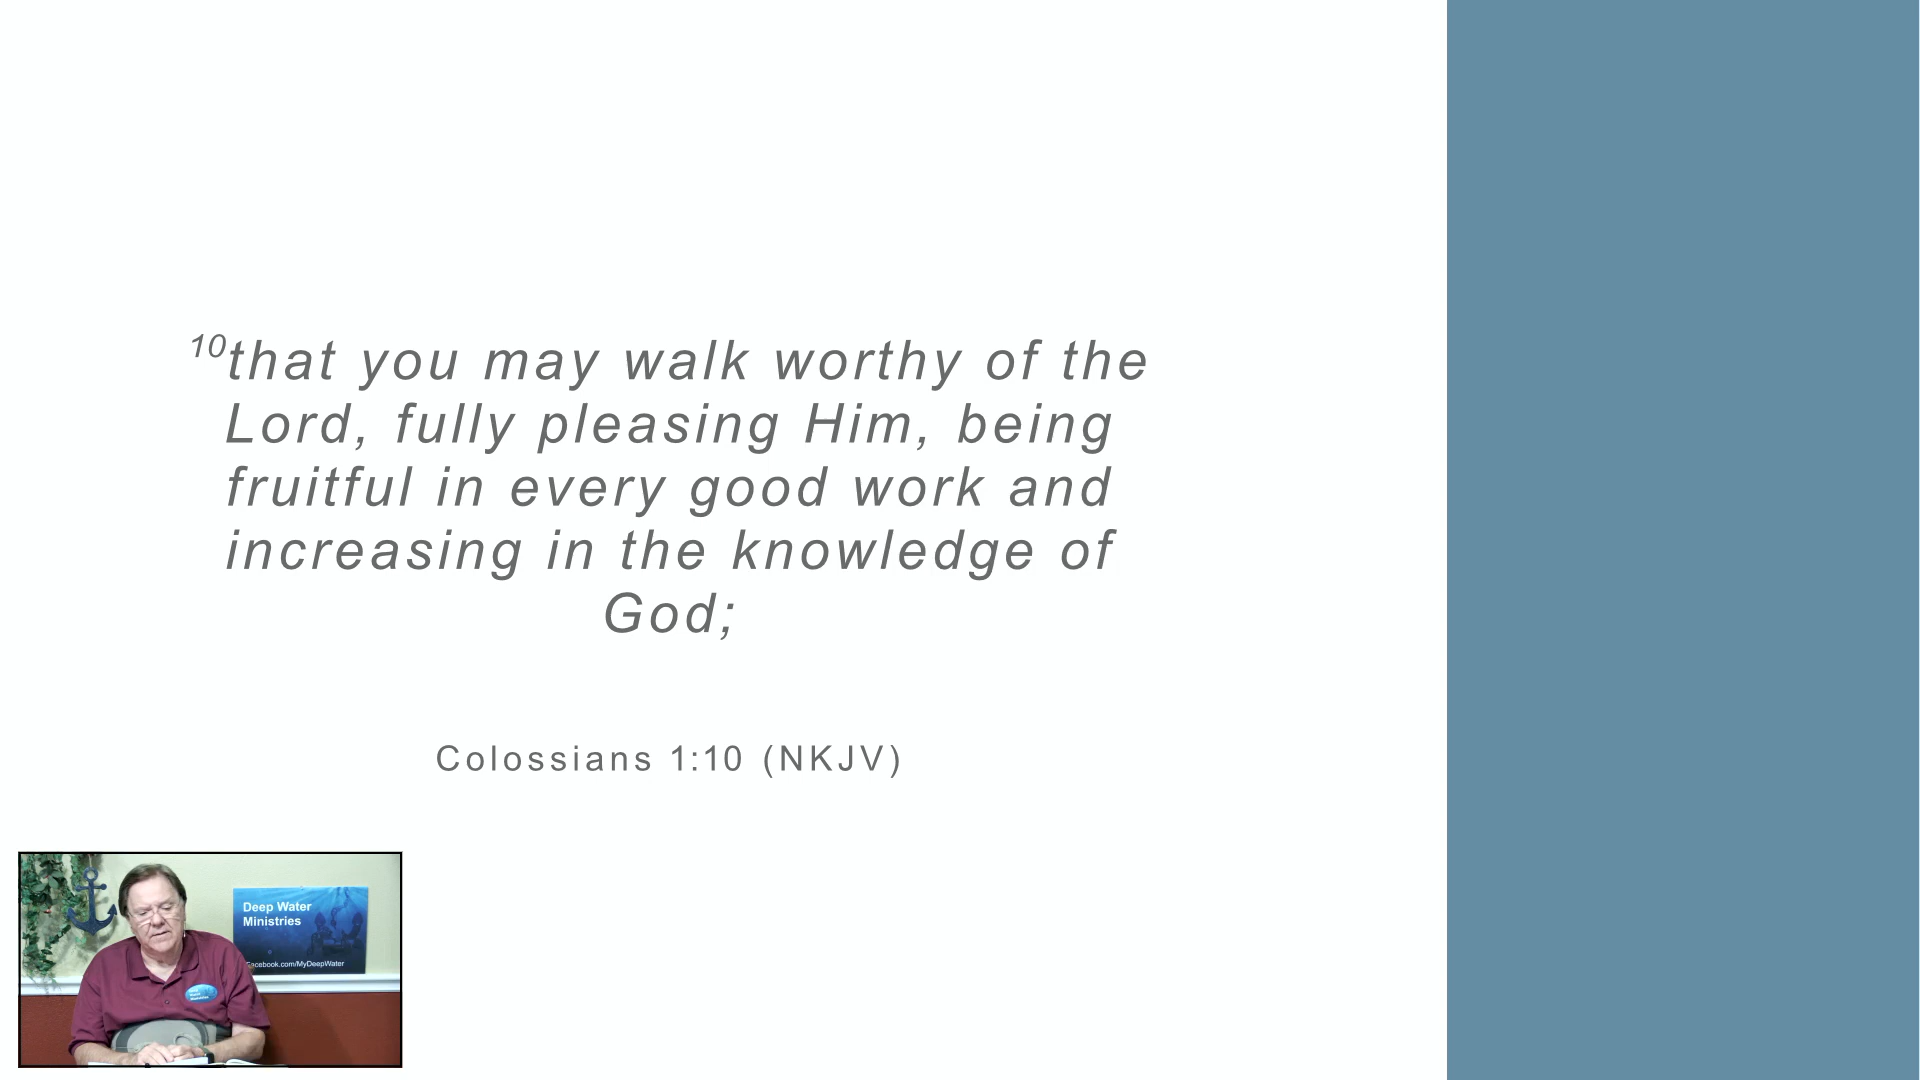 10that you may walk worthy of the
Lord, fully pleasing Him, being
fruitful in every good work and
increasing in the knowledge of
God;
Colossians 1:10 (NKJV)
Deep Water
Ministries
facebook.com/MyDeepWater